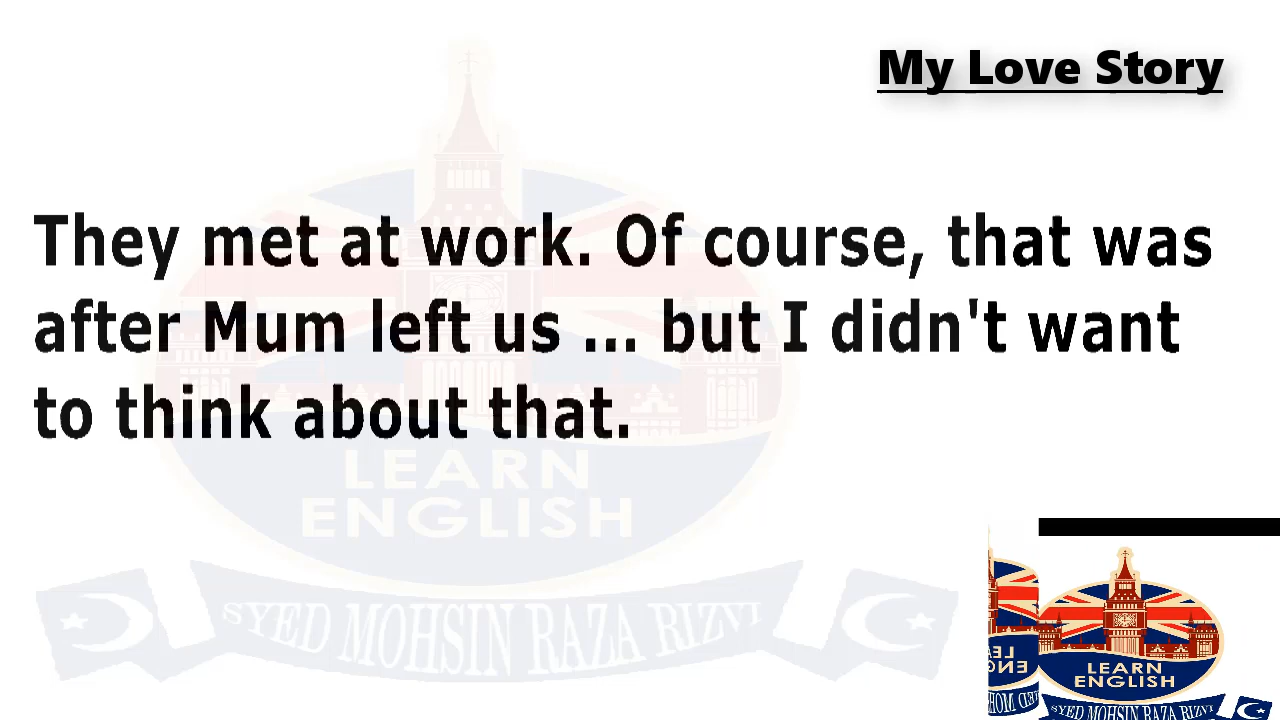 My Love Story
They met at work. Of course, that was
after Mum left us ... but I didn't want
to think about that.
LEARN
ENGLISH
SYED MOHSIN RAZA RIZVI
LEARN
ENGLISH
SYED MOHSIN RAZA RIZVI